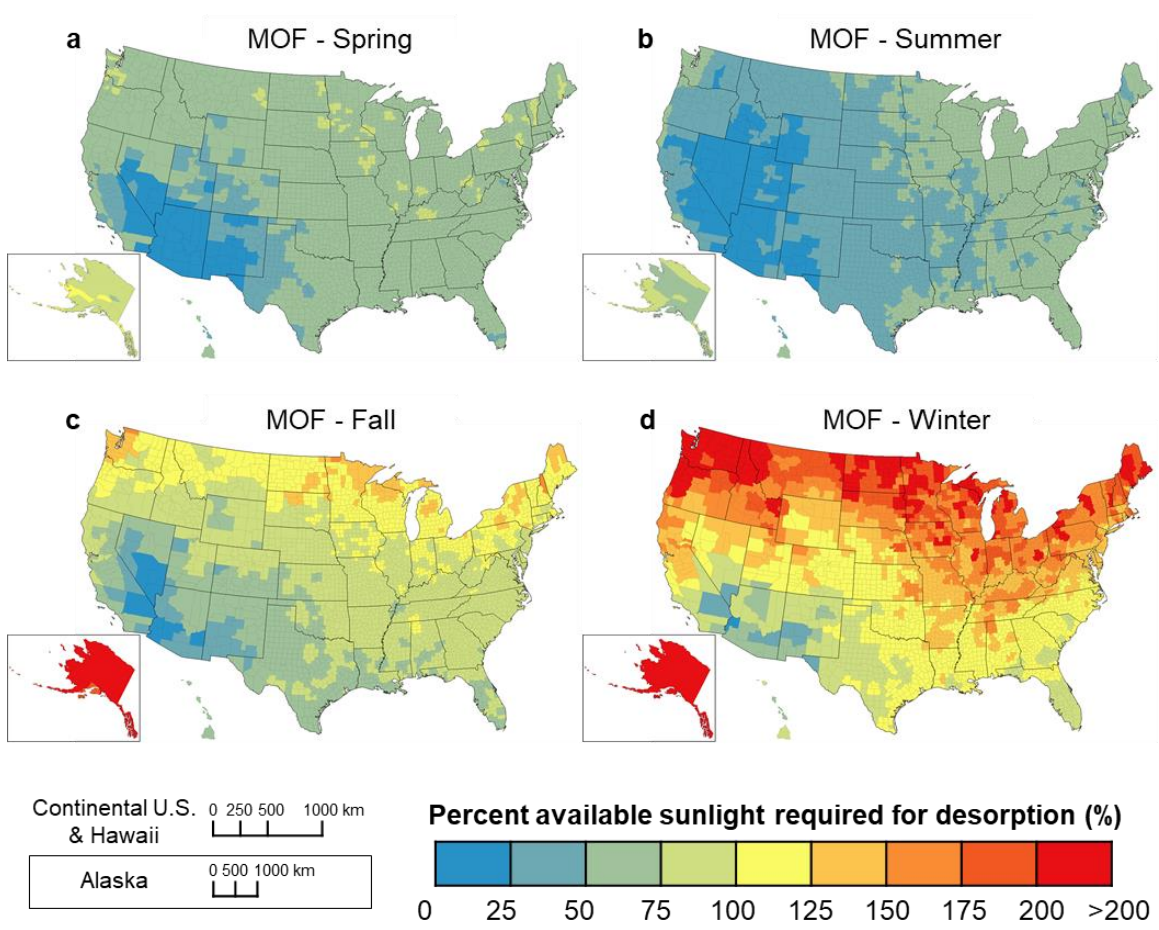 a MOF - Spring
b MOF - Summer
c MOF - Fall
d MOF - Winter
Continental U.S.
& Hawaii
0 250 500 1000 km
Alaska
0 500 1000 km
Percent available sunlight required for desorption (%)
0 25 50 75 100 125 150 175 200 >200